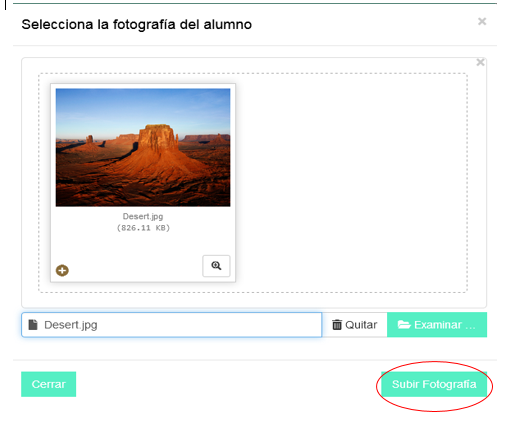 Selecciona la fotografía del alumno
Desert.jpg
(826.11 KB)
Desert.jpg
Quitar
Examinar ...
Cerrar
Subir Fotografía